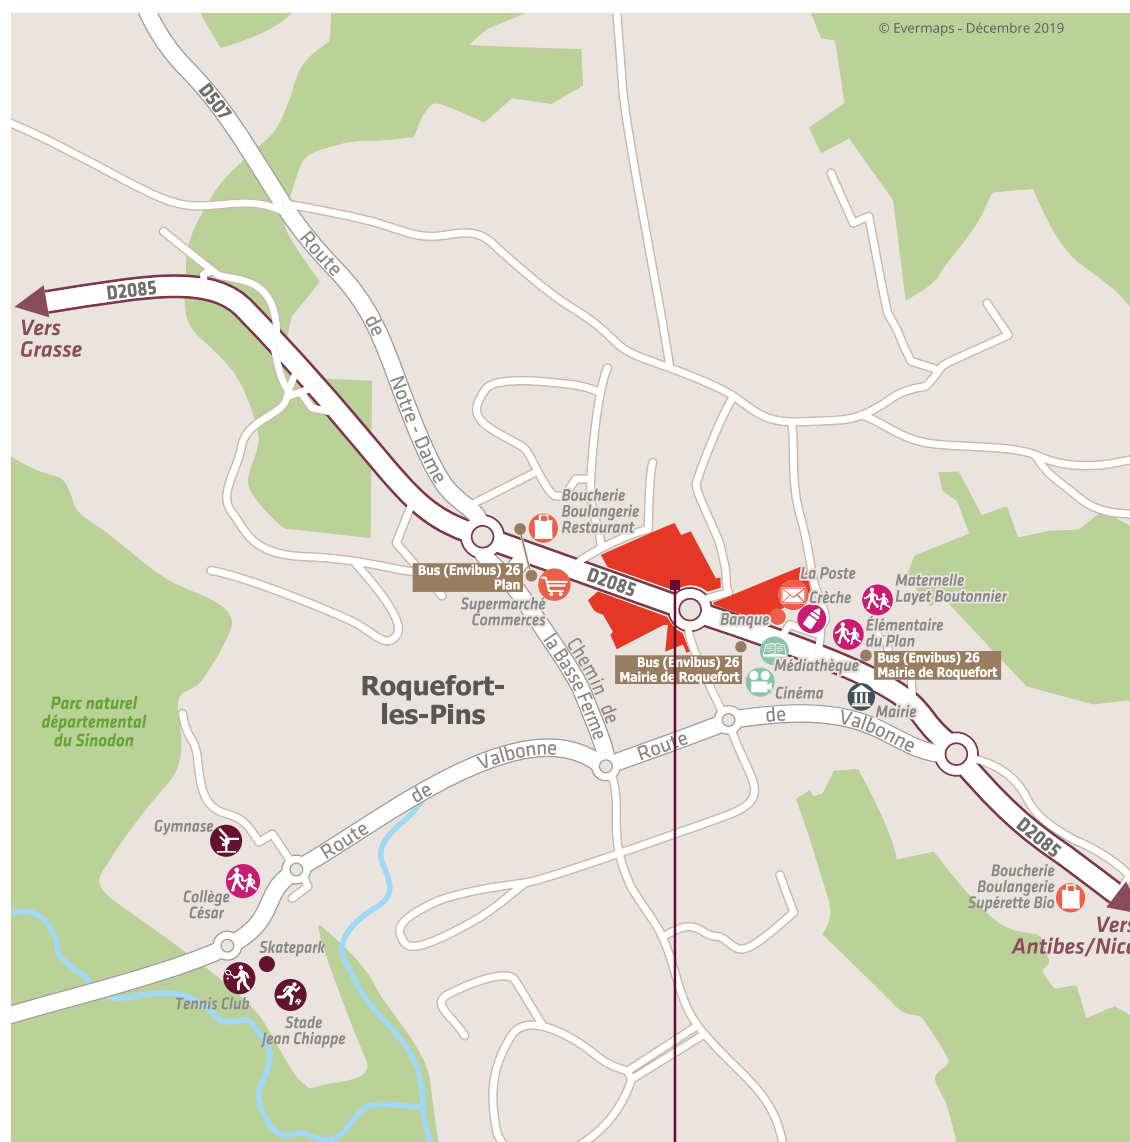 © Evermaps - Décembre 2019
D507
Route
de
Notre - Dame
D2085
Vers
Grasse
Boucherie
Boulangerie
Restaurant
Bus (Envibus) 26
Plan
Supermarché
Commerces
D2085
La Poste
Crèche
Maternelle
Layet Boutonnier
Banque
Élémentaire
du Plan
Bus (Envibus) 26
Mairie de Roquefort
Bus (Envibus) 26
Mairie de Roquefort
Médiathèque
Cinéma
Mairie
Chemin de
la Basse Ferme
Roquefort-
les-Pins
Parc naturel
départemental
du Sinodon
Route
de
Valbonne
Route
de
Valbonne
Gymnase
Collège
César
Skatepark
Tennis Club
Stade
Jean Chiappe
D2085
Boucherie
Boulangerie
Supérette Bio
Vers
Antibes/Nice